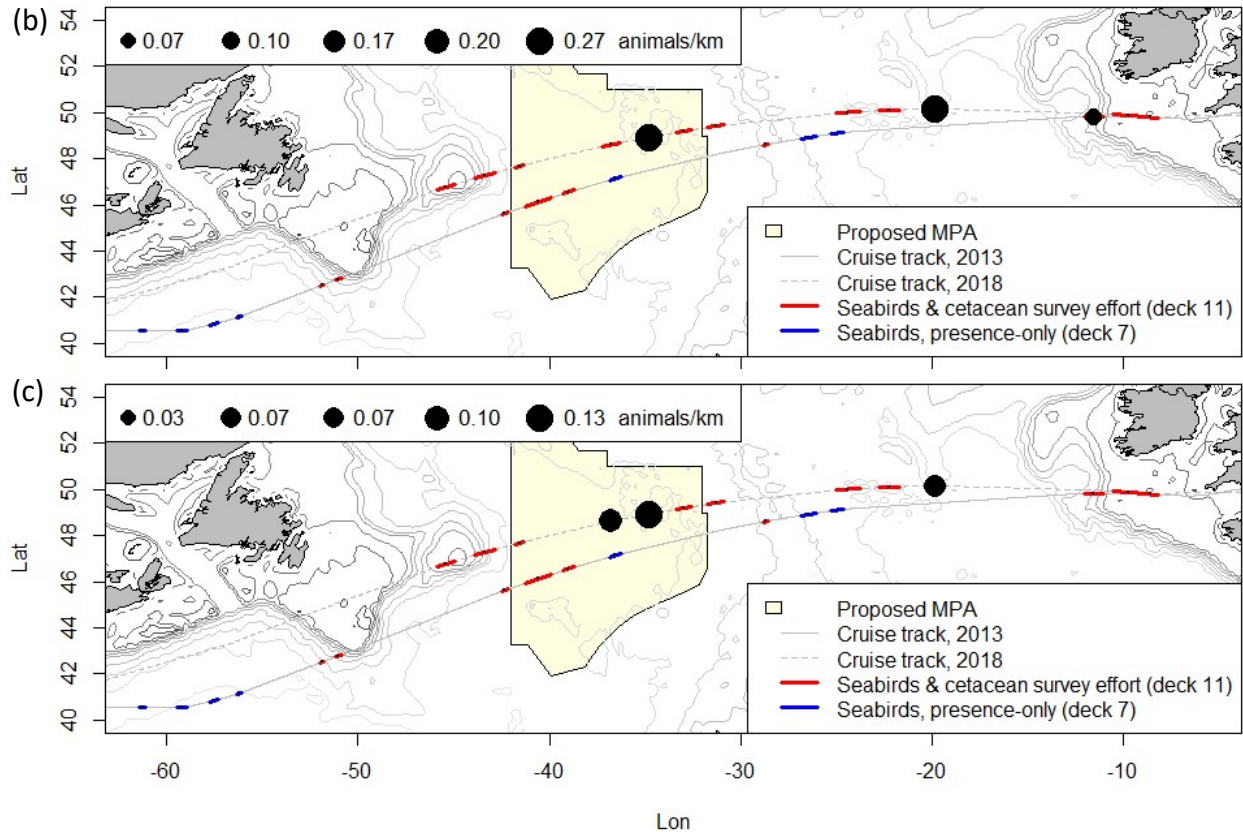 (b)
0.07 0.10 0.17 0.20 0.27 animals/km
54
52
50
48
46
44
42
40
Lat
Proposed MPA
Cruise track, 2013
Cruise track, 2018
Seabirds & cetacean survey effort (deck 11)
Seabirds, presence-only (deck 7)
(c)
0.03 0.07 0.07 0.10 0.13 animals/km
54
52
50
48
46
44
42
40
Lat
Proposed MPA
Cruise track, 2013
Cruise track, 2018
Seabirds & cetacean survey effort (deck 11)
Seabirds, presence-only (deck 7)
-60 -50 -40 -30 -20 -10
Lon